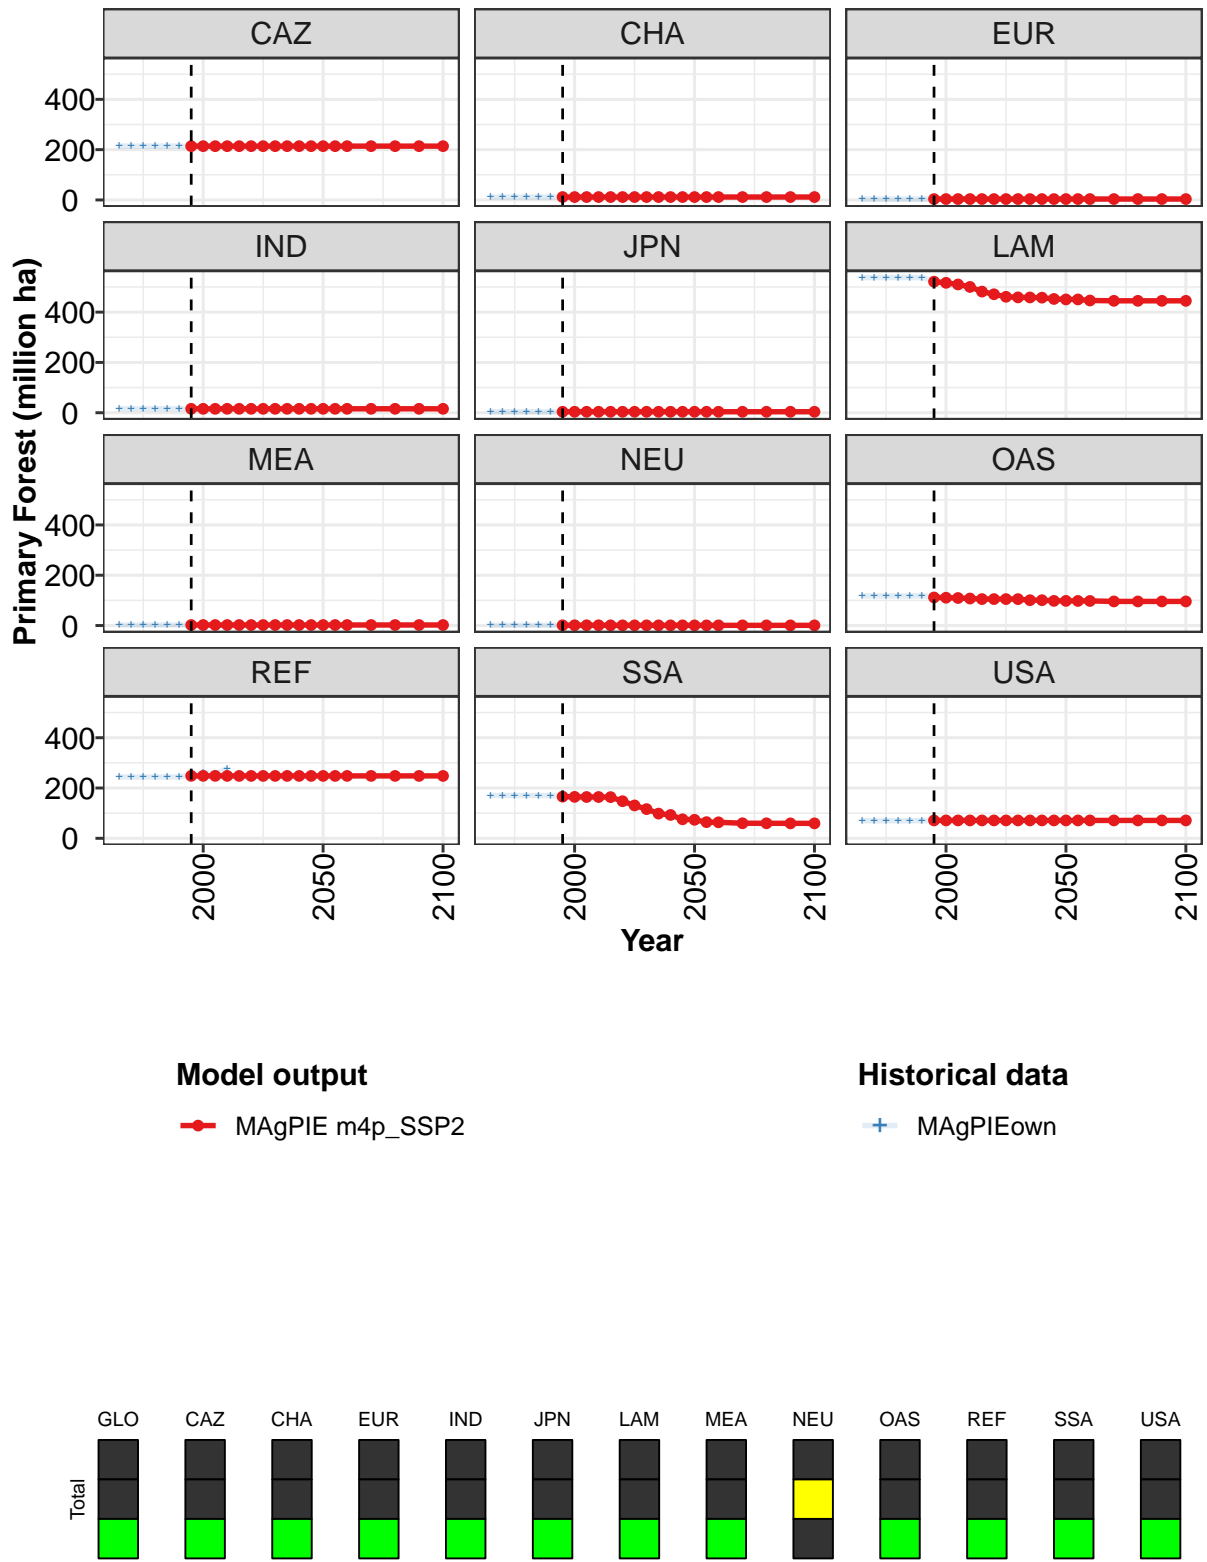 CAZ CHA EUR
400
200
0
IND JPN LAM
400
200
0
MEA NEU OAS
400
200
0
REF SSA USA
400
200
0
Primary Forest (million ha)
2000 2050 2100 2000 2050 2100 2000 2050 2100
Year
Model output Historical data
MAgPIE m4p_SSP2 MAgPIEown
GLO CAZ CHA EUR IND JPN LAM MEA NEU OAS REF SSA USA
Total